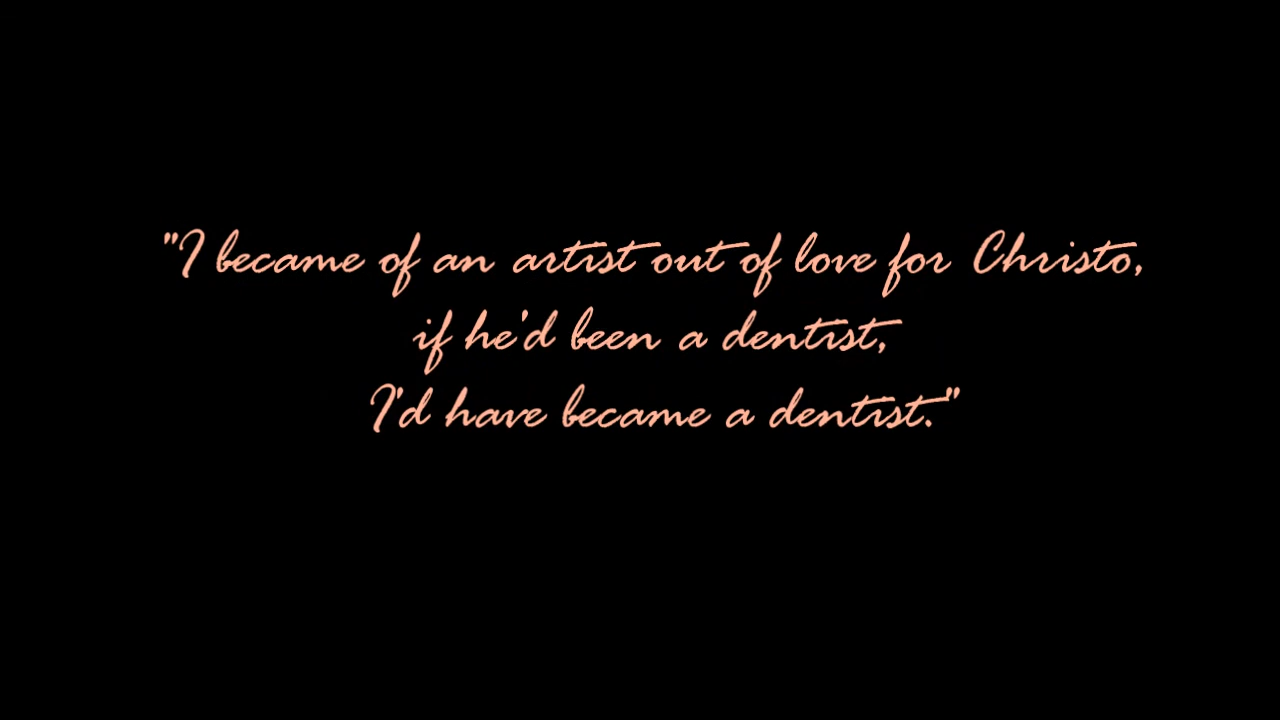 "I became of an artist out of love for Christo,
if he'd been a dentist,
I'd have became a dentist."